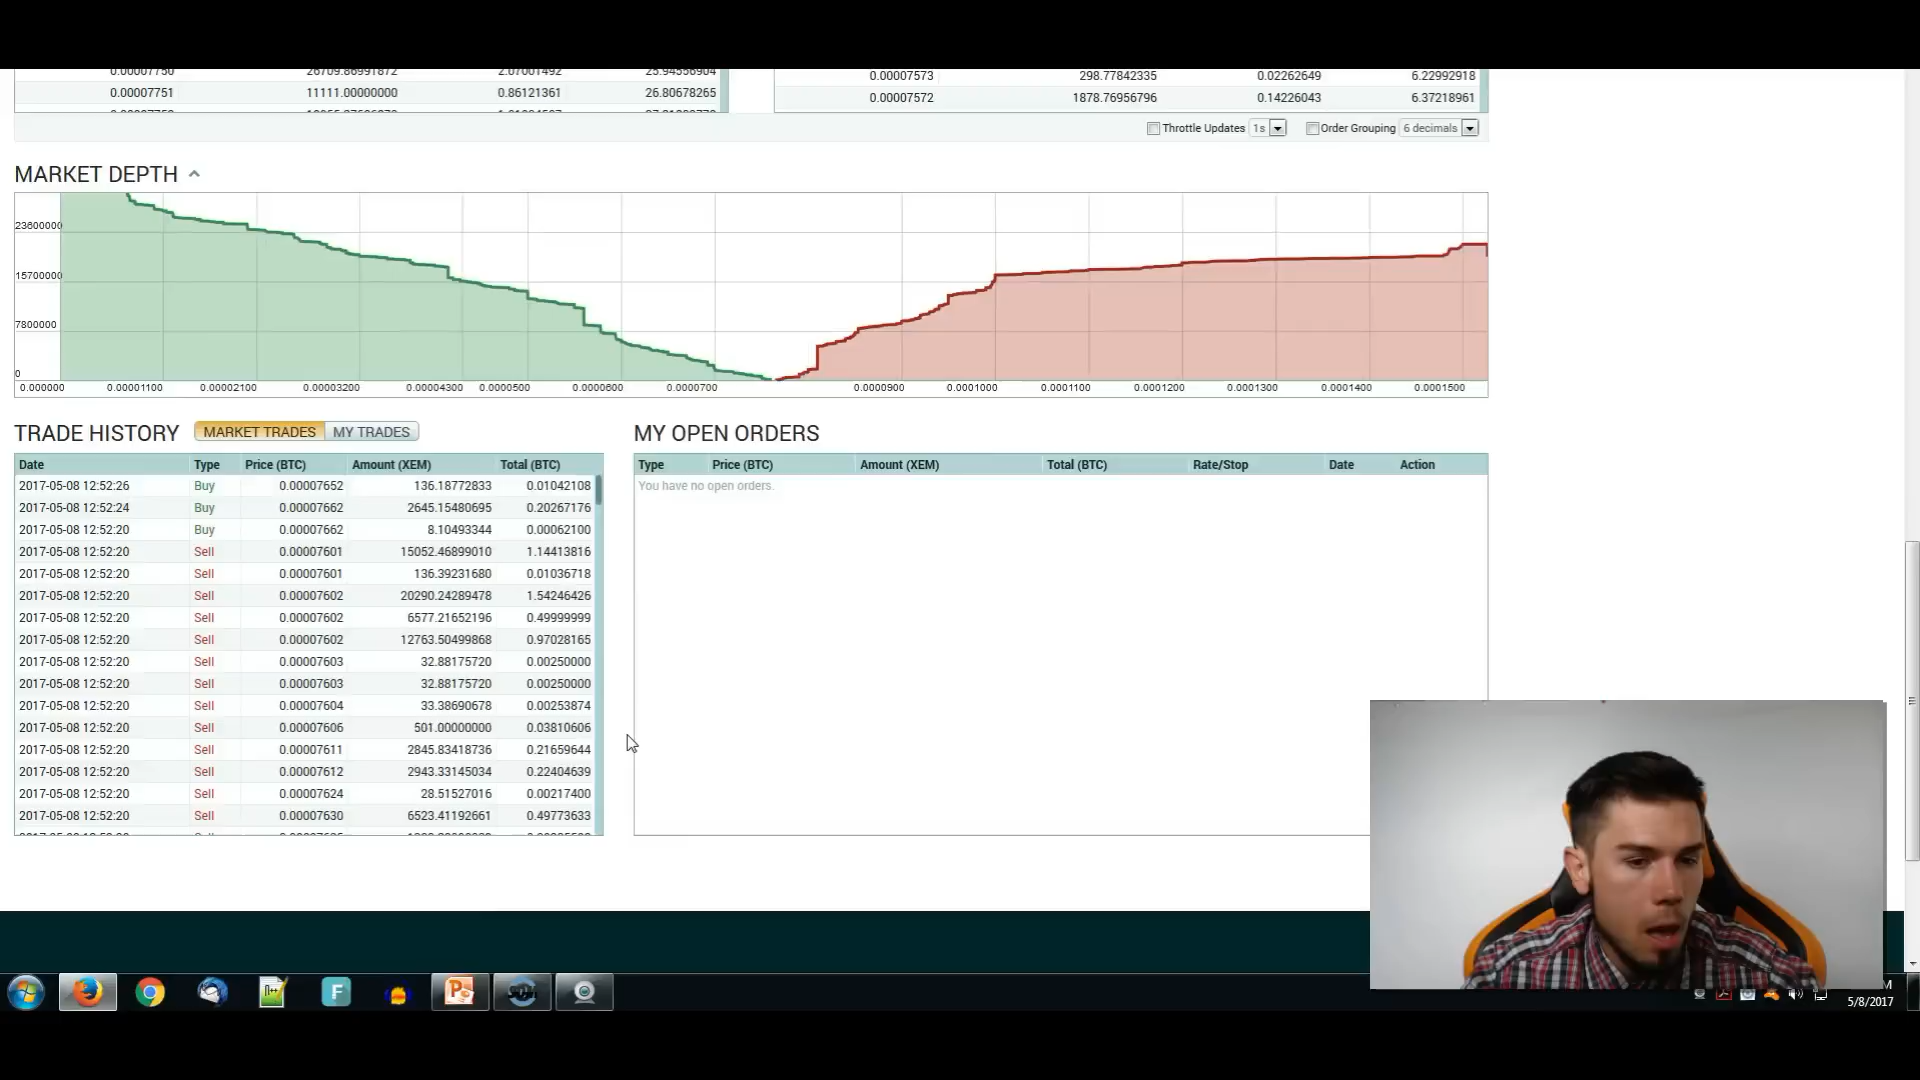 0.00007750 26709.86991872 2.07001492 25.94556904
0.00007573 298.77842335 0.02262649 6.22992918
0.00007751 11111.00000000 0.86121361 26.80678265
0.00007572 1878.76956796 0.14226043 6.37218961
Throttle Updates 1s Order Grouping 6 decimals
MARKET DEPTH
23800000
15700000
7800000
0
0.000000 0.00001100 0.00002100 0.00003200 0.00004300 0.0000500 0.0000600 0.0000700 0.0000900 0.0001000 0.0001100 0.0001200 0.0001300 0.0001400 0.0001500
TRADE HISTORY MARKET TRADES MY TRADES
Date Type Price (BTC) Amount (XEM) Total (BTC)
2017-05-08 12:52:26 Buy 0.00007652 136.18772833 0.01042108
2017-05-08 12:52:24 Buy 0.00007662 2645.15480695 0.20267176
2017-05-08 12:52:20 Buy 0.00007662 8.10493344 0.00062100
2017-05-08 12:52:20 Sell 0.00007601 15052.46899010 1.14413816
2017-05-08 12:52:20 Sell 0.00007601 136.39231680 0.01036718
2017-05-08 12:52:20 Sell 0.00007602 20290.24289478 1.54246426
2017-05-08 12:52:20 Sell 0.00007602 6577.21652196 0.49999999
2017-05-08 12:52:20 Sell 0.00007602 12763.50499868 0.97028165
2017-05-08 12:52:20 Sell 0.00007603 32.88175720 0.00250000
2017-05-08 12:52:20 Sell 0.00007603 32.88175720 0.00250000
2017-05-08 12:52:20 Sell 0.00007604 33.38690678 0.00253874
2017-05-08 12:52:20 Sell 0.00007606 501.00000000 0.03810606
2017-05-08 12:52:20 Sell 0.00007611 2845.83418736 0.21659644
2017-05-08 12:52:20 Sell 0.00007612 2943.33145034 0.22404639
2017-05-08 12:52:20 Sell 0.00007624 28.51527016 0.00217400
2017-05-08 12:52:20 Sell 0.00007630 6523.41192661 0.49773633
MY OPEN ORDERS
Type Price (BTC) Amount (XEM) Total (BTC) Rate/Stop Date Action
You have no open orders.
F
P
M
5/8/2017